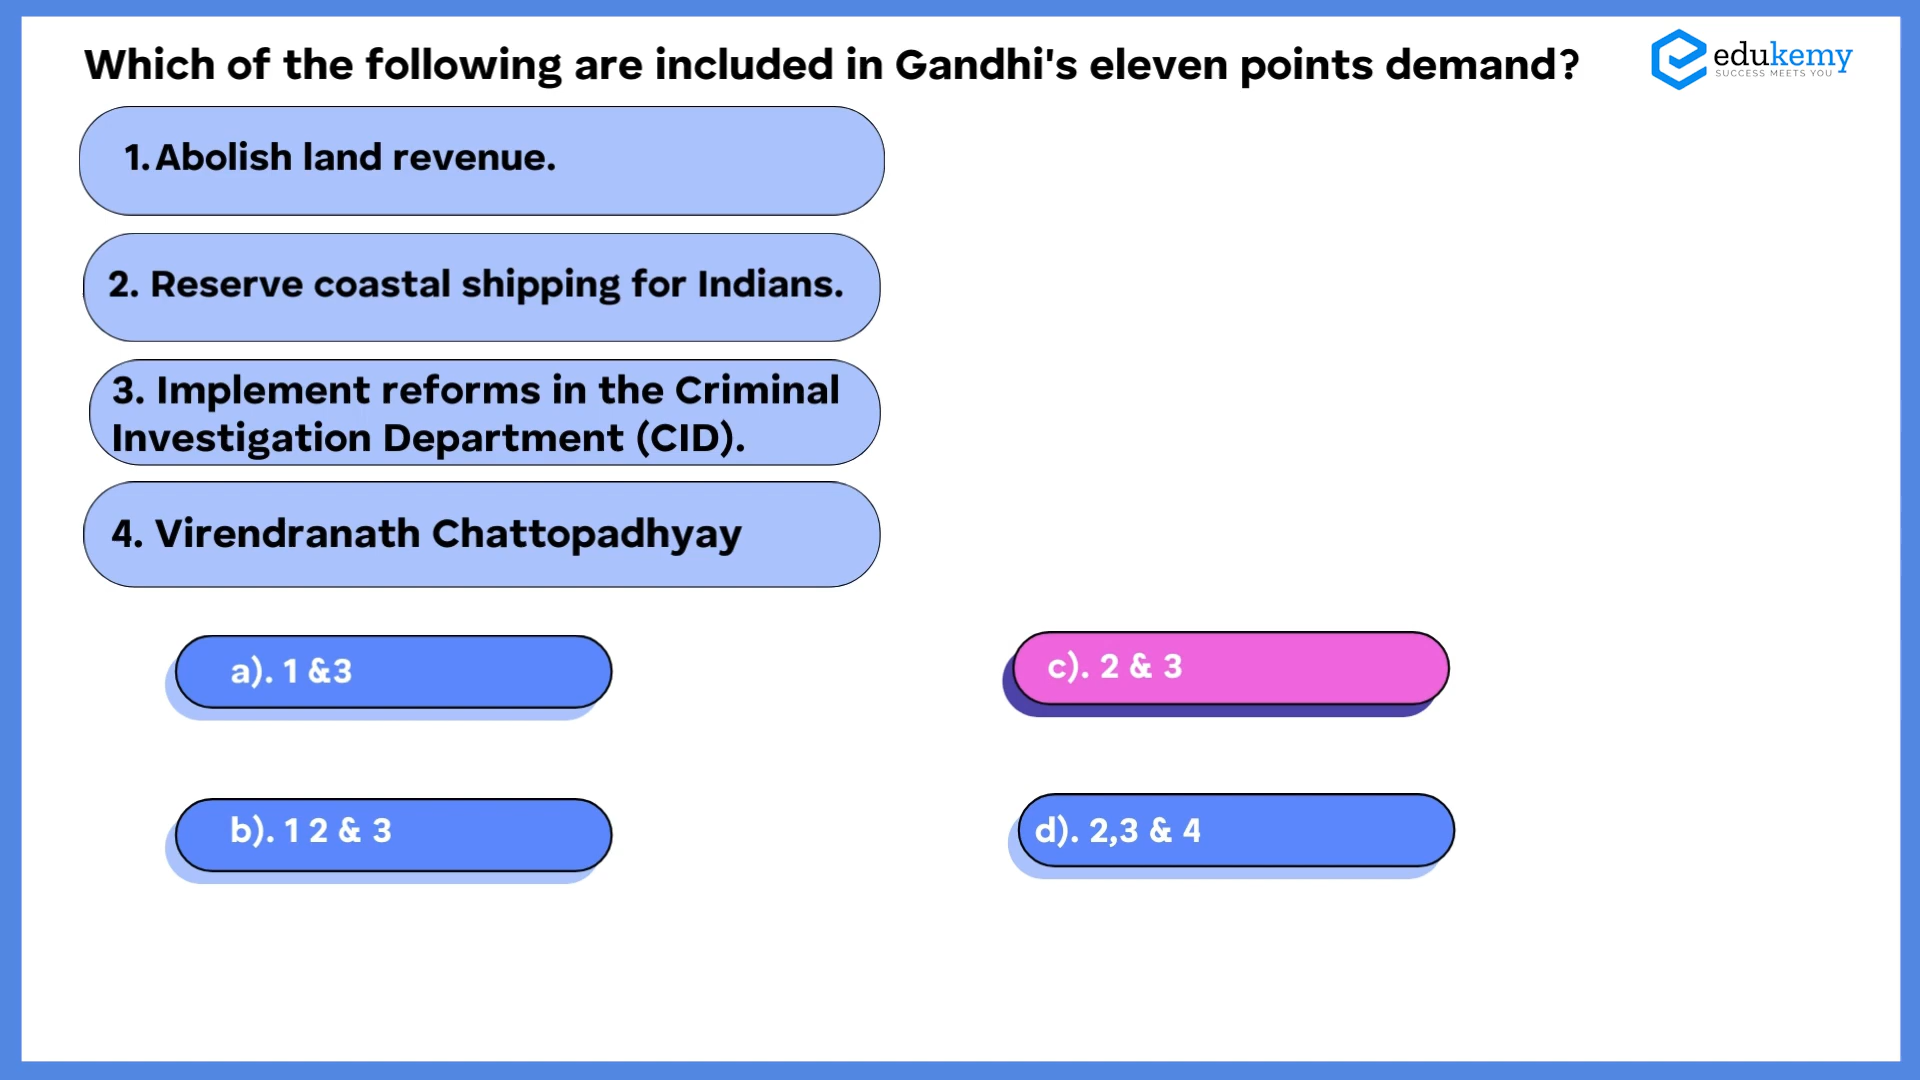 Which of the following are included in Gandhi's eleven points demand?
edukemy
SUCCESS MEETS YOU
1. Abolish land revenue.
2. Reserve coastal shipping for Indians.
3. Implement reforms in the Criminal
Investigation Department (CID).
4. Virendranath Chattopadhyay
a). 1 &3
c). 2 & 3
b). 1 2 & 3
d). 2,3 & 4